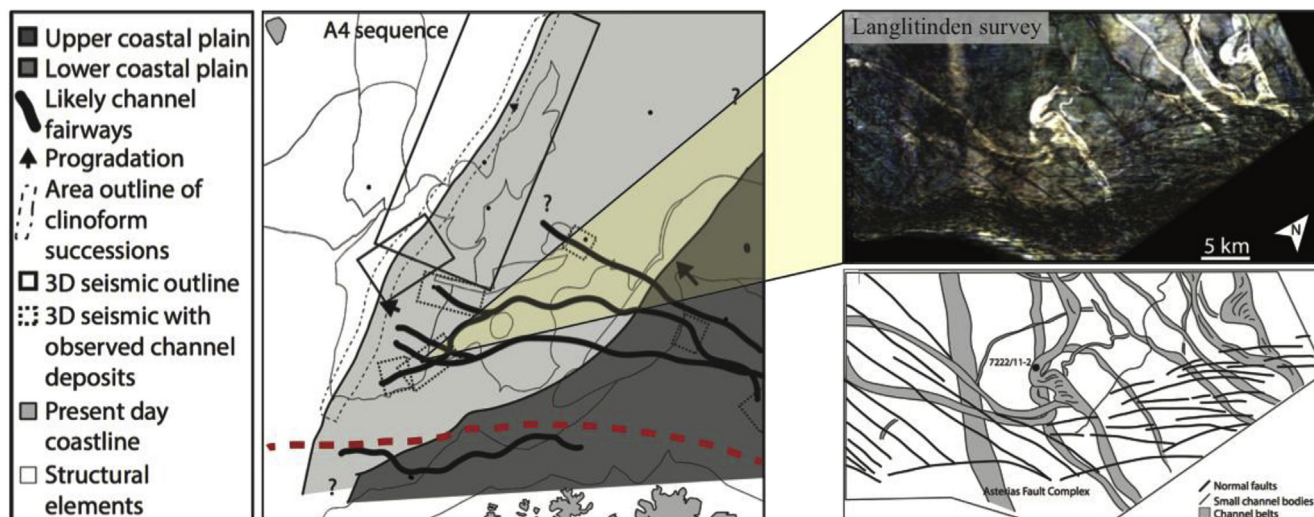 Upper coastal plain
Lower coastal plain
Likely channel
fairways
Progradation
Area outline of
clinoform
successions
3D seismic outline
3D seismic with
observed channel
deposits
Present day
coastline
Structural
elements
A4 sequence
?
?
?
Langlitinden survey
5 km
N
7222/11-2
Asterias Fault Complex
Normal faults
Small channel bodies
Channel belts